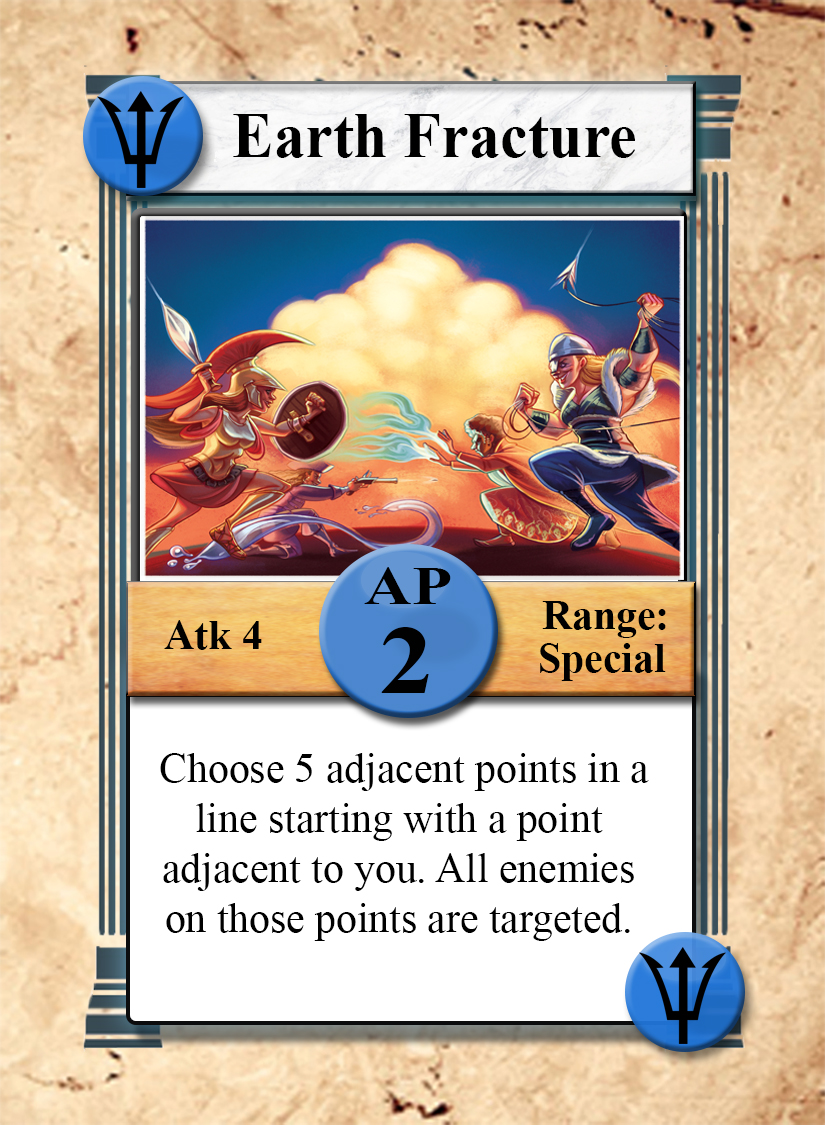 Earth Fracture
Atk 4
AP
2
Range:
Special
Choose 5 adjacent points in a
line starting with a point
adjacent to you. All enemies
on those points are targeted.